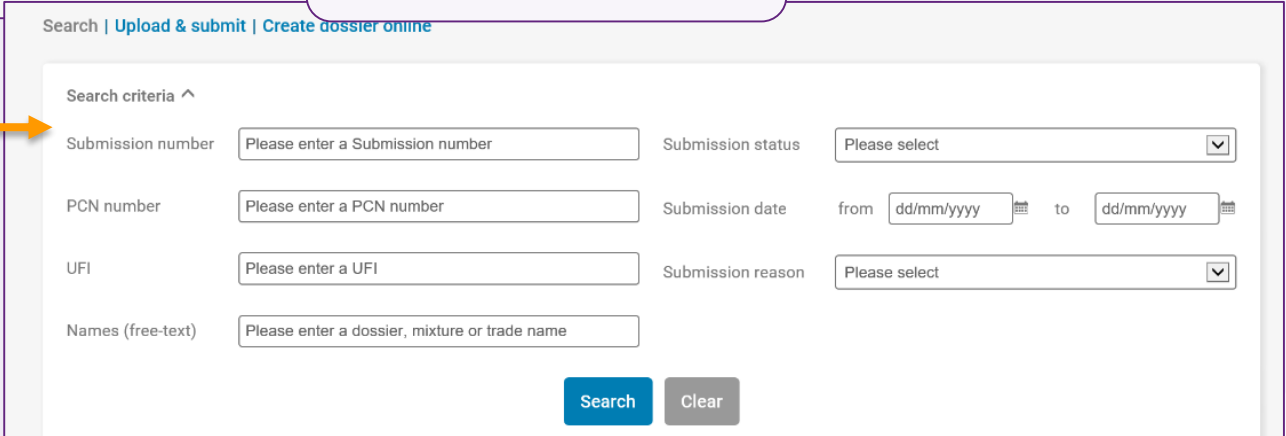 Search | Upload & submit | Create dossier online
Search criteria ^
Submission number Please enter a Submission number Submission status Please select
PCN number Please enter a PCN number Submission date from dd/mm/yyyy to dd/mm/yyyy
UFI Please enter a UFI Submission reason Please select
Names (free-text) Please enter a dossier, mixture or trade name
Search Clear